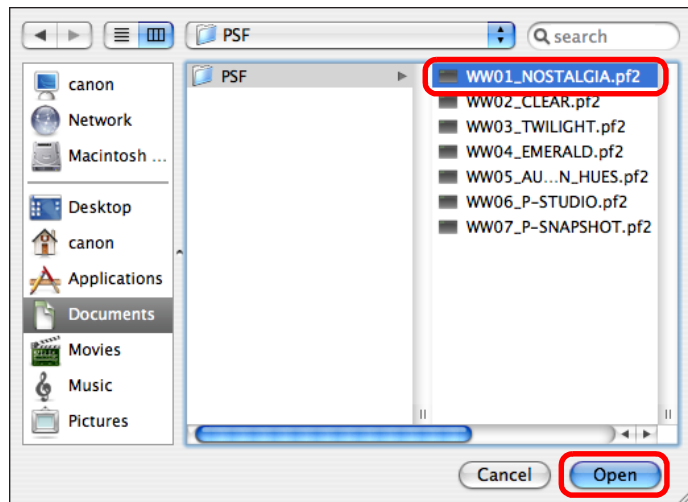 PSF
search
canon
Network
Macintosh ...
Desktop
canon
Applications
Documents
Movies
Music
Pictures
PSF
WW01_NOSTALGIA.pf2
WW02_CLEAR.pf2
WW03_TWILIGHT.pf2
WW04_EMERALD.pf2
WW05_AU...N_HUES.pf2
WW06_P-STUDIO.pf2
WW07_P-SNAPSHOT.pf2
Cancel
Open